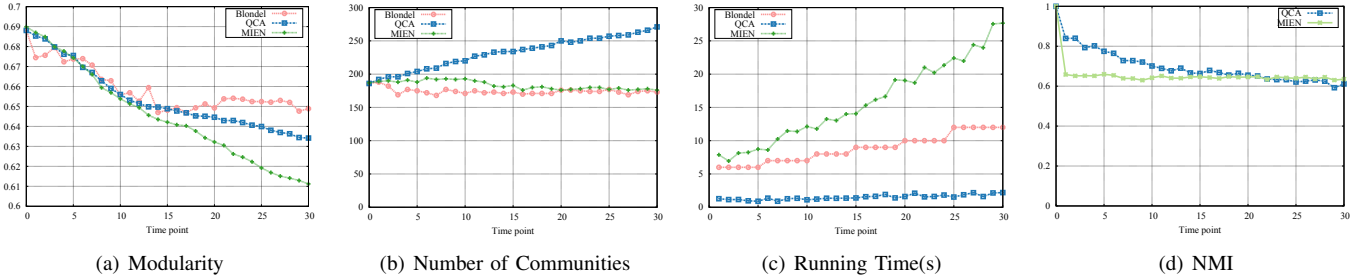 0.69
0.68
0.67
0.66
0.65
0.64
0.63
0.62
0.61
0.6
0 5 10 15 20 25 30
Time point
Blondel
QCA
MIEN
(a) Modularity
300
250
200
150
100
50
0
0 5 10 15 20 25 30
Time point
Blondel
QCA
MIEN
(b) Number of Communities
30
25
20
15
10
5
0
0 5 10 15 20 25 30
Time point
Blondel
QCA
MIEN
(c) Running Time(s)
1
0.8
0.6
0.4
0.2
0
0 5 10 15 20 25 30
Time point
QCA
MIEN
(d) NMI